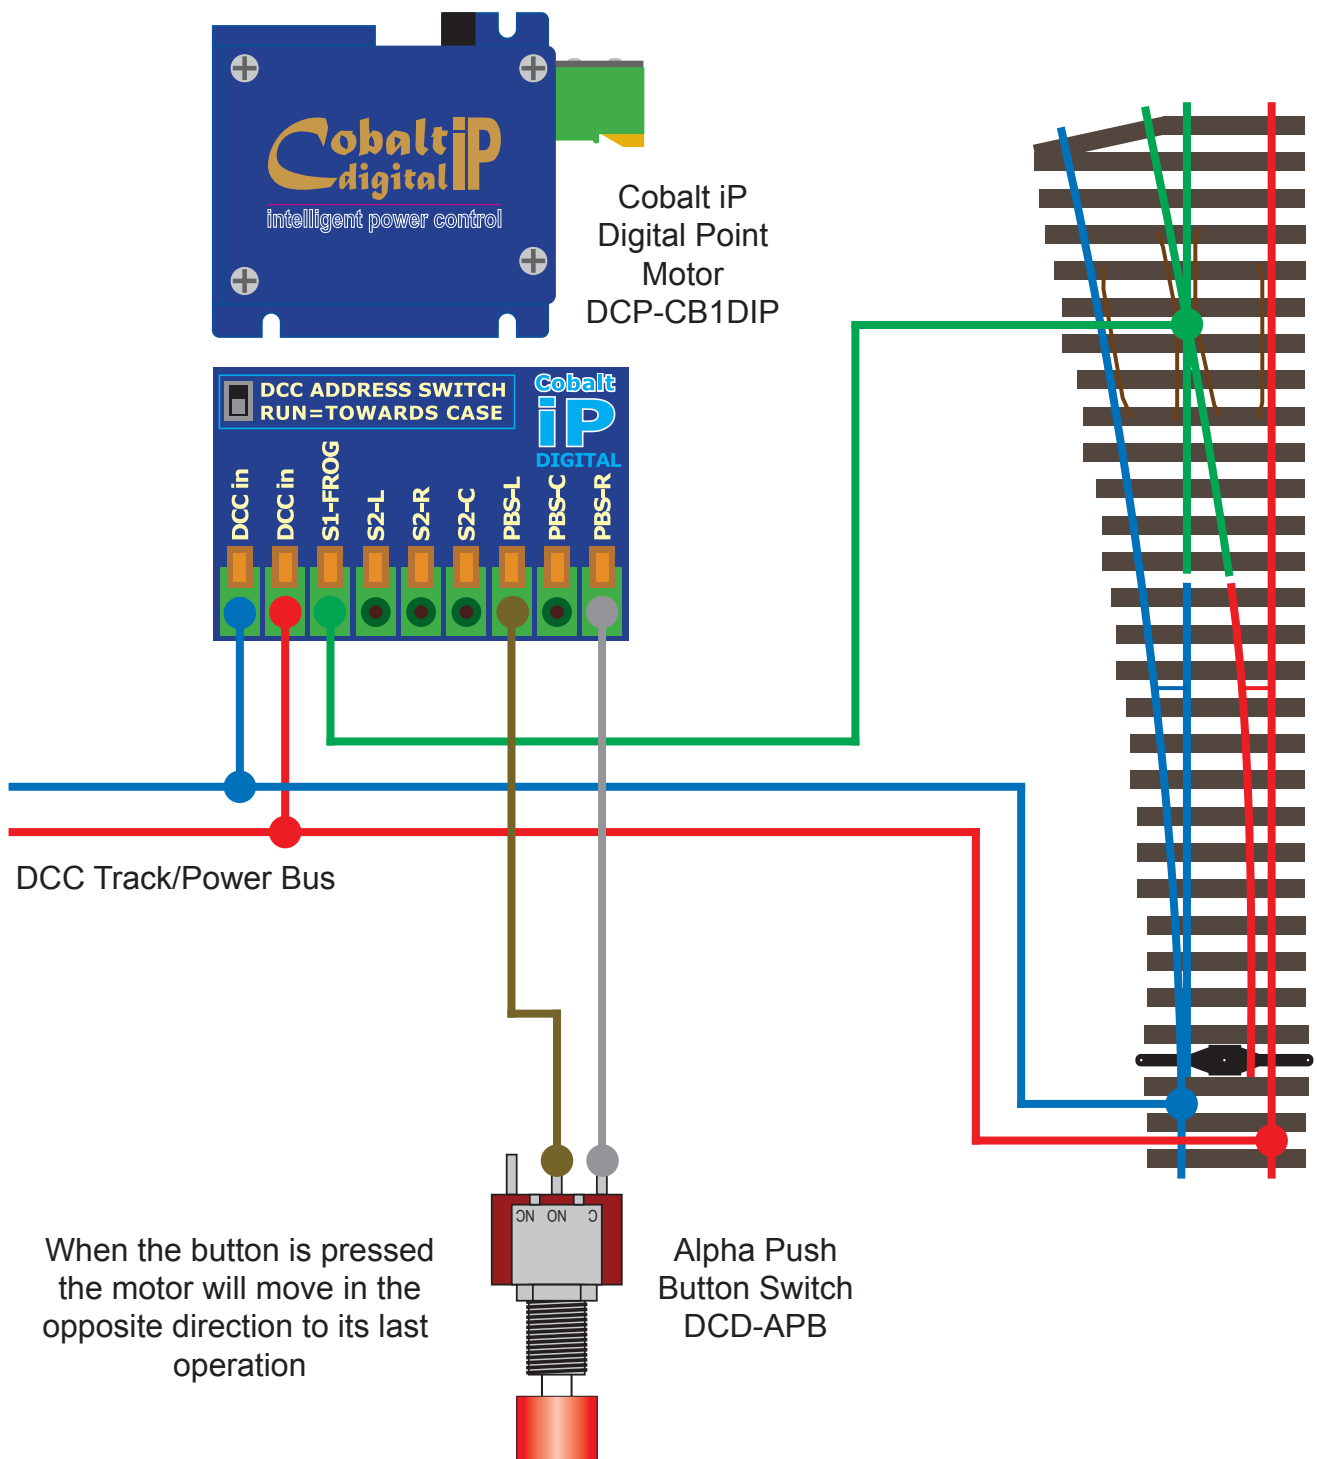 Cobalt iP
digital
intelligent power control
Cobalt iP
Digital Point
Motor
DCP-CB1DIP
DCC ADDRESS SWITCH
RUN=TOWARDS CASE
Cobalt
iP
DIGITAL
DCC in
DCC in
S1-FROG
S2-L
S2-R
S2-C
PBS-L
PBS-C
PBS-R
DCC Track/Power Bus
NC
NO
C
When the button is pressed
the motor will move in the
opposite direction to its last
operation
Alpha Push
Button Switch
DCD-APB